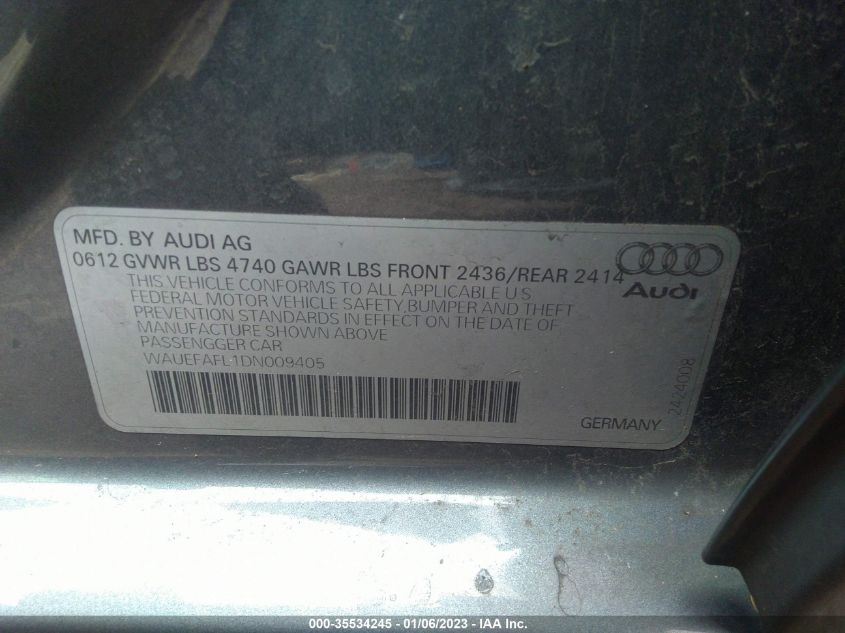 MFD. BY AUDI AG
0612 GVWR LBS 4740 GAWR LBS FRONT 2436/REAR 2414
Audi
THIS VEHICLE CONFORMS TO ALL APPLICABLE U S
FEDERAL MOTOR VEHICLE SAFETY,BUMPER AND THEFT
PREVENTION STANDARDS IN EFFECT ON THE DATE OF
MANUFACTURE SHOWN ABOVE
PASSENGGER CAR
WAUEFAFL1DN009405
GERMANY
2424008
000-35534245 - 01/06/2023 - IAA Inc.